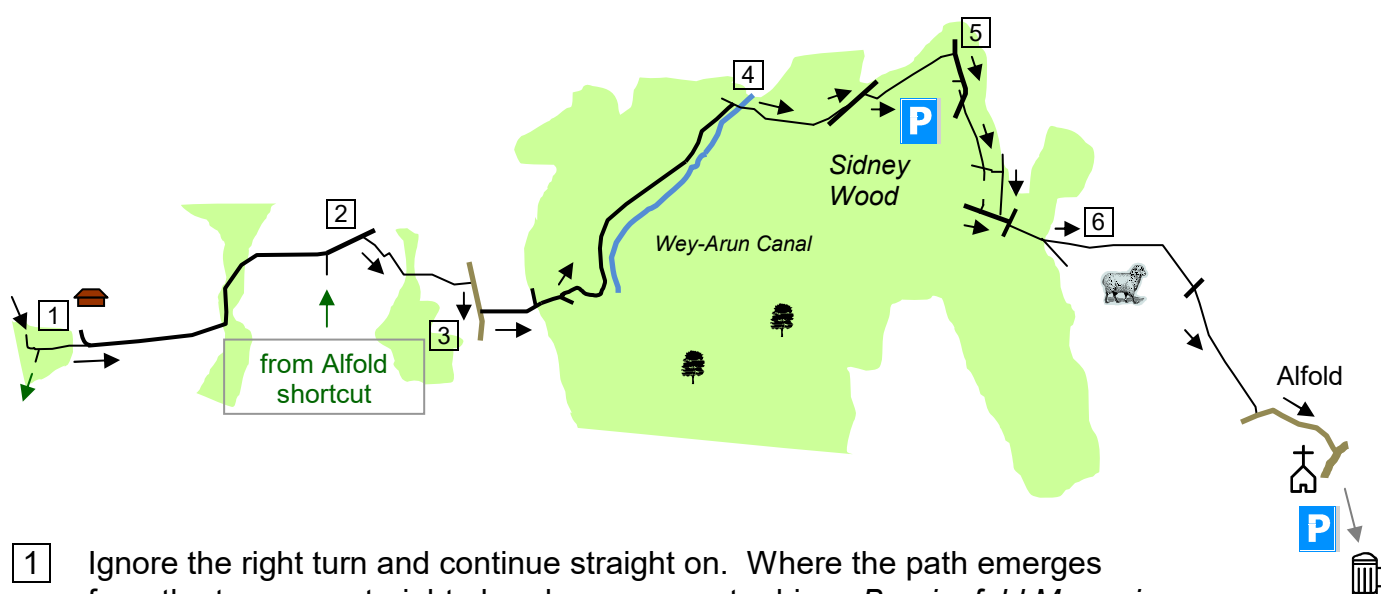 5
4
P
Sidney
Wood
2
6
Wey-Arun Canal
1
3
from Alfold
shortcut
Alfold
P
1 Ignore the right turn and continue straight on. Where the path emerges